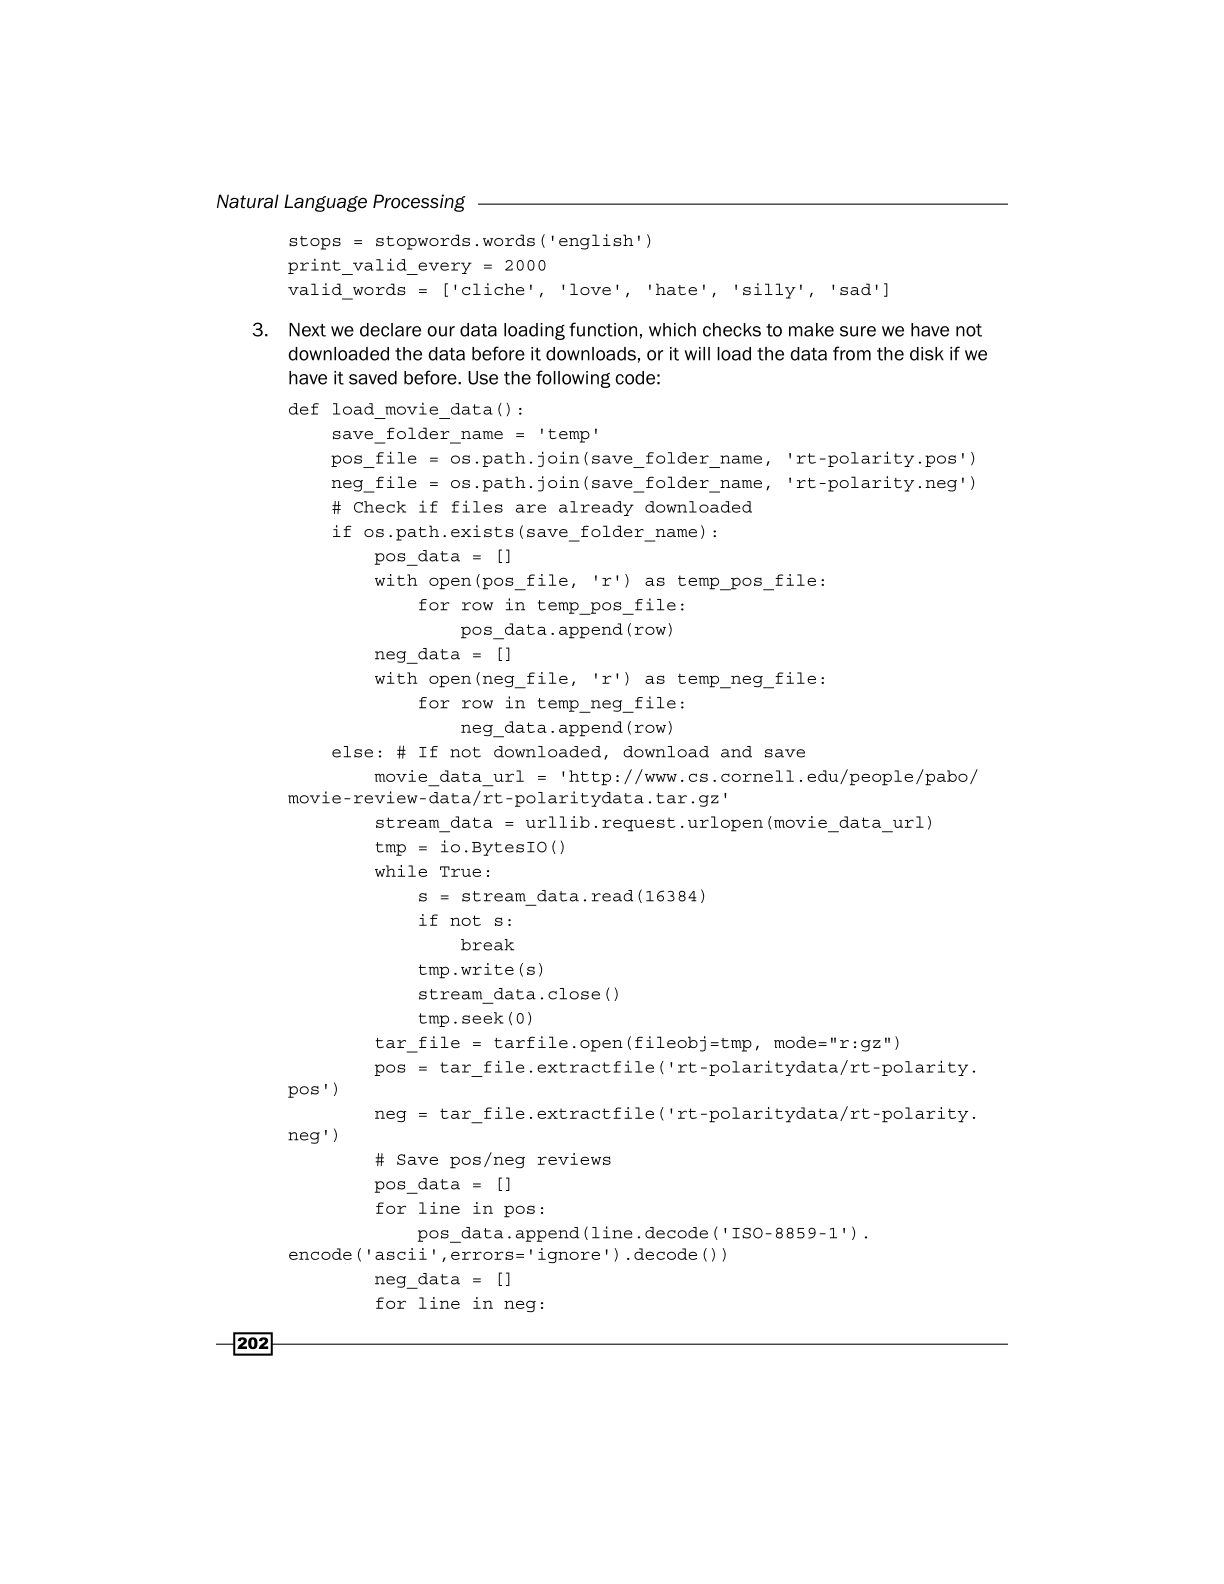 Natural Language Processing
stops = stopwords.words('english')
print_valid_every = 2000
valid_words = ['cliche', 'love', 'hate', 'silly', 'sad']
3. Next we declare our data loading function, which checks to make sure we have not
downloaded the data before it downloads, or it will load the data from the disk if we
have it saved before. Use the following code:
def load_movie_data():
    save_folder_name = 'temp'
    pos_file = os.path.join(save_folder_name, 'rt-polarity.pos')
    neg_file = os.path.join(save_folder_name, 'rt-polarity.neg')
    # Check if files are already downloaded
    if os.path.exists(save_folder_name):
        pos_data = []
        with open(pos_file, 'r') as temp_pos_file:
            for row in temp_pos_file:
                pos_data.append(row)
        neg_data = []
        with open(neg_file, 'r') as temp_neg_file:
            for row in temp_neg_file:
                neg_data.append(row)
    else: # If not downloaded, download and save
        movie_data_url = 'http://www.cs.cornell.edu/people/pabo/
movie-review-data/rt-polaritydata.tar.gz'
        stream_data = urllib.request.urlopen(movie_data_url)
        tmp = io.BytesIO()
        while True:
            s = stream_data.read(16384)
            if not s:
                break
            tmp.write(s)
            stream_data.close()
            tmp.seek(0)
        tar_file = tarfile.open(fileobj=tmp, mode="r:gz")
        pos = tar_file.extractfile('rt-polaritydata/rt-polarity.
pos')
        neg = tar_file.extractfile('rt-polaritydata/rt-polarity.
neg')
        # Save pos/neg reviews
        pos_data = []
        for line in pos:
            pos_data.append(line.decode('ISO-8859-1').
encode('ascii',errors='ignore').decode())
        neg_data = []
        for line in neg:
202